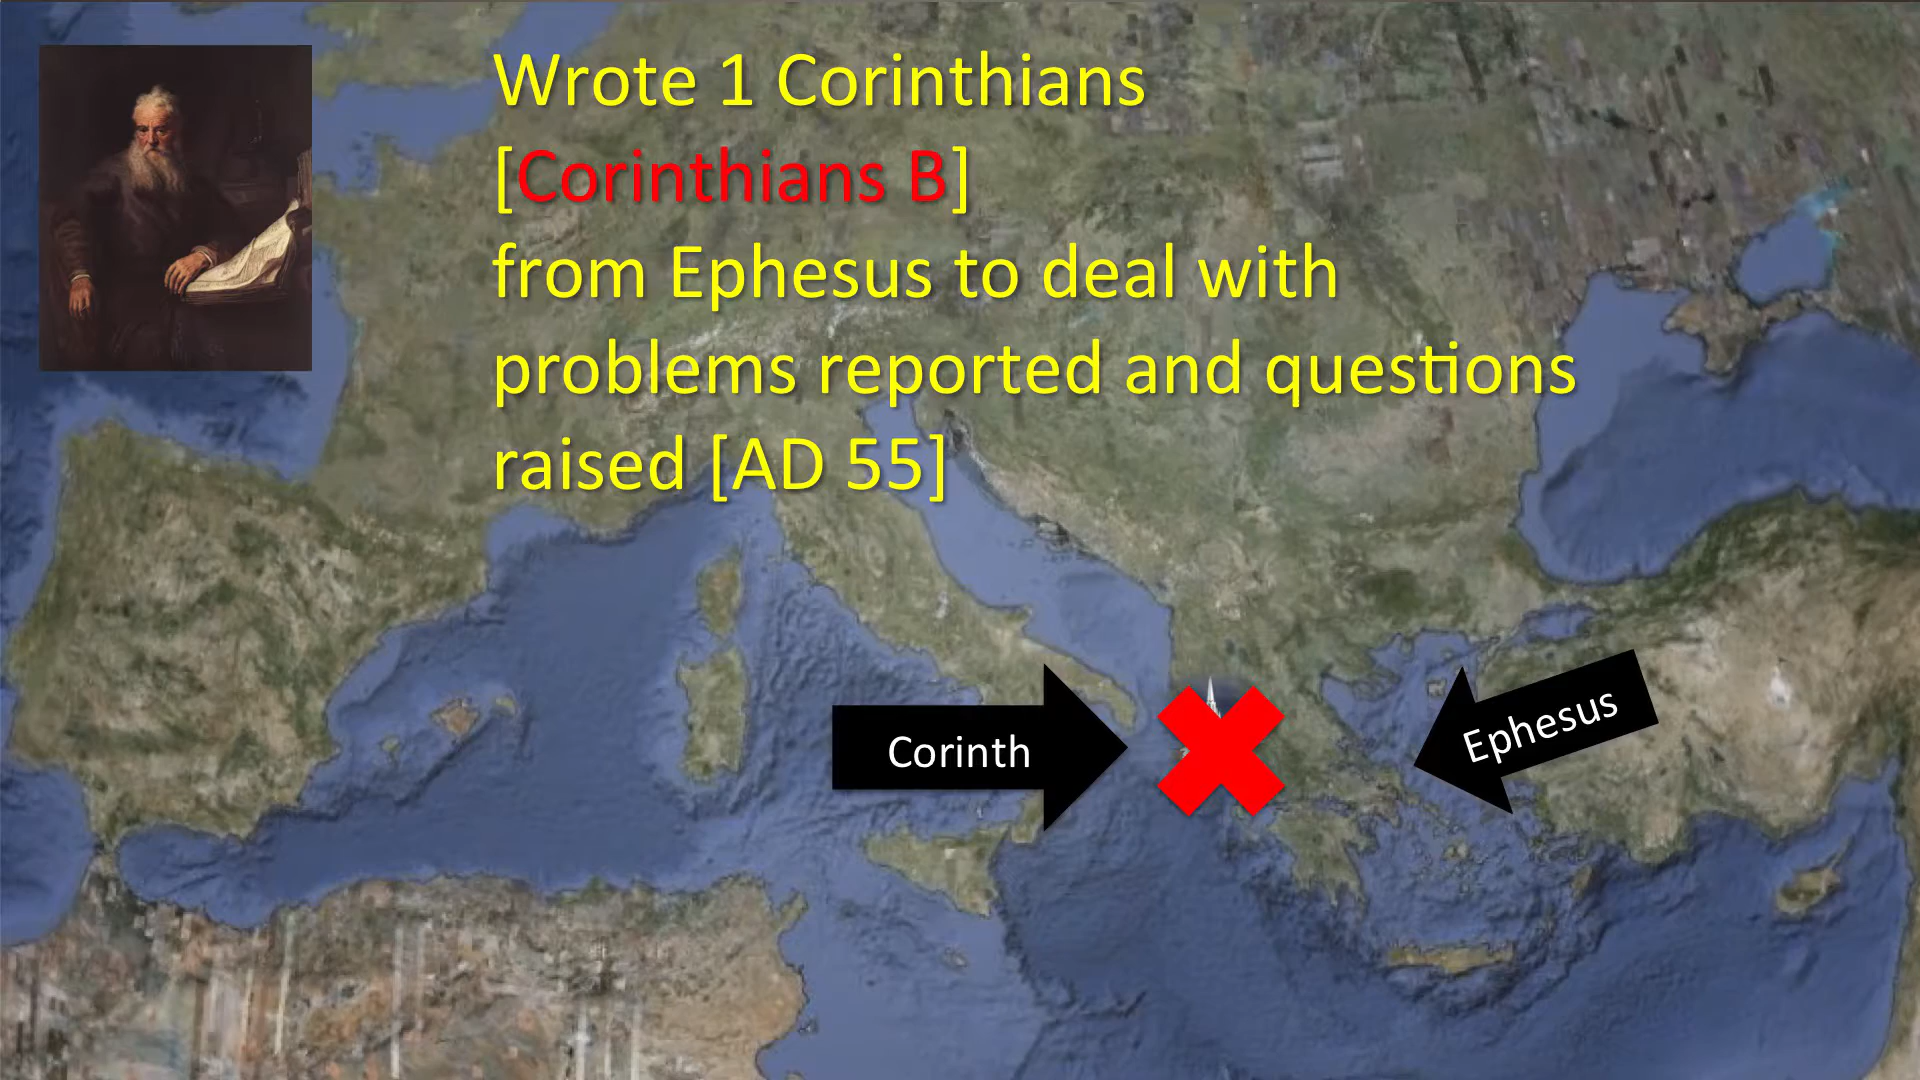 Wrote 1 Corinthians
[Corinthians B]
from Ephesus to deal with
problems reported and questions
raised [AD 55]
Corinth
Ephesus